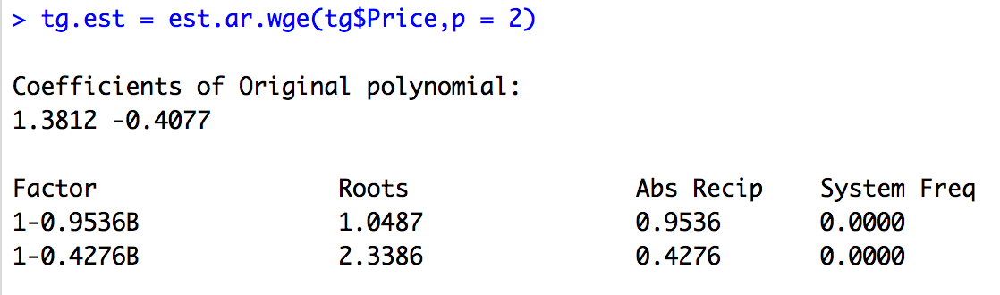 > tg.est = est.ar.wge(tg$Price,p = 2)
Coefficients of Original polynomial:
1.3812 -0.4077
Factor Roots Abs Recip System Freq
1-0.9536B 1.0487 0.9536 0.0000
1-0.4276B 2.3386 0.4276 0.0000